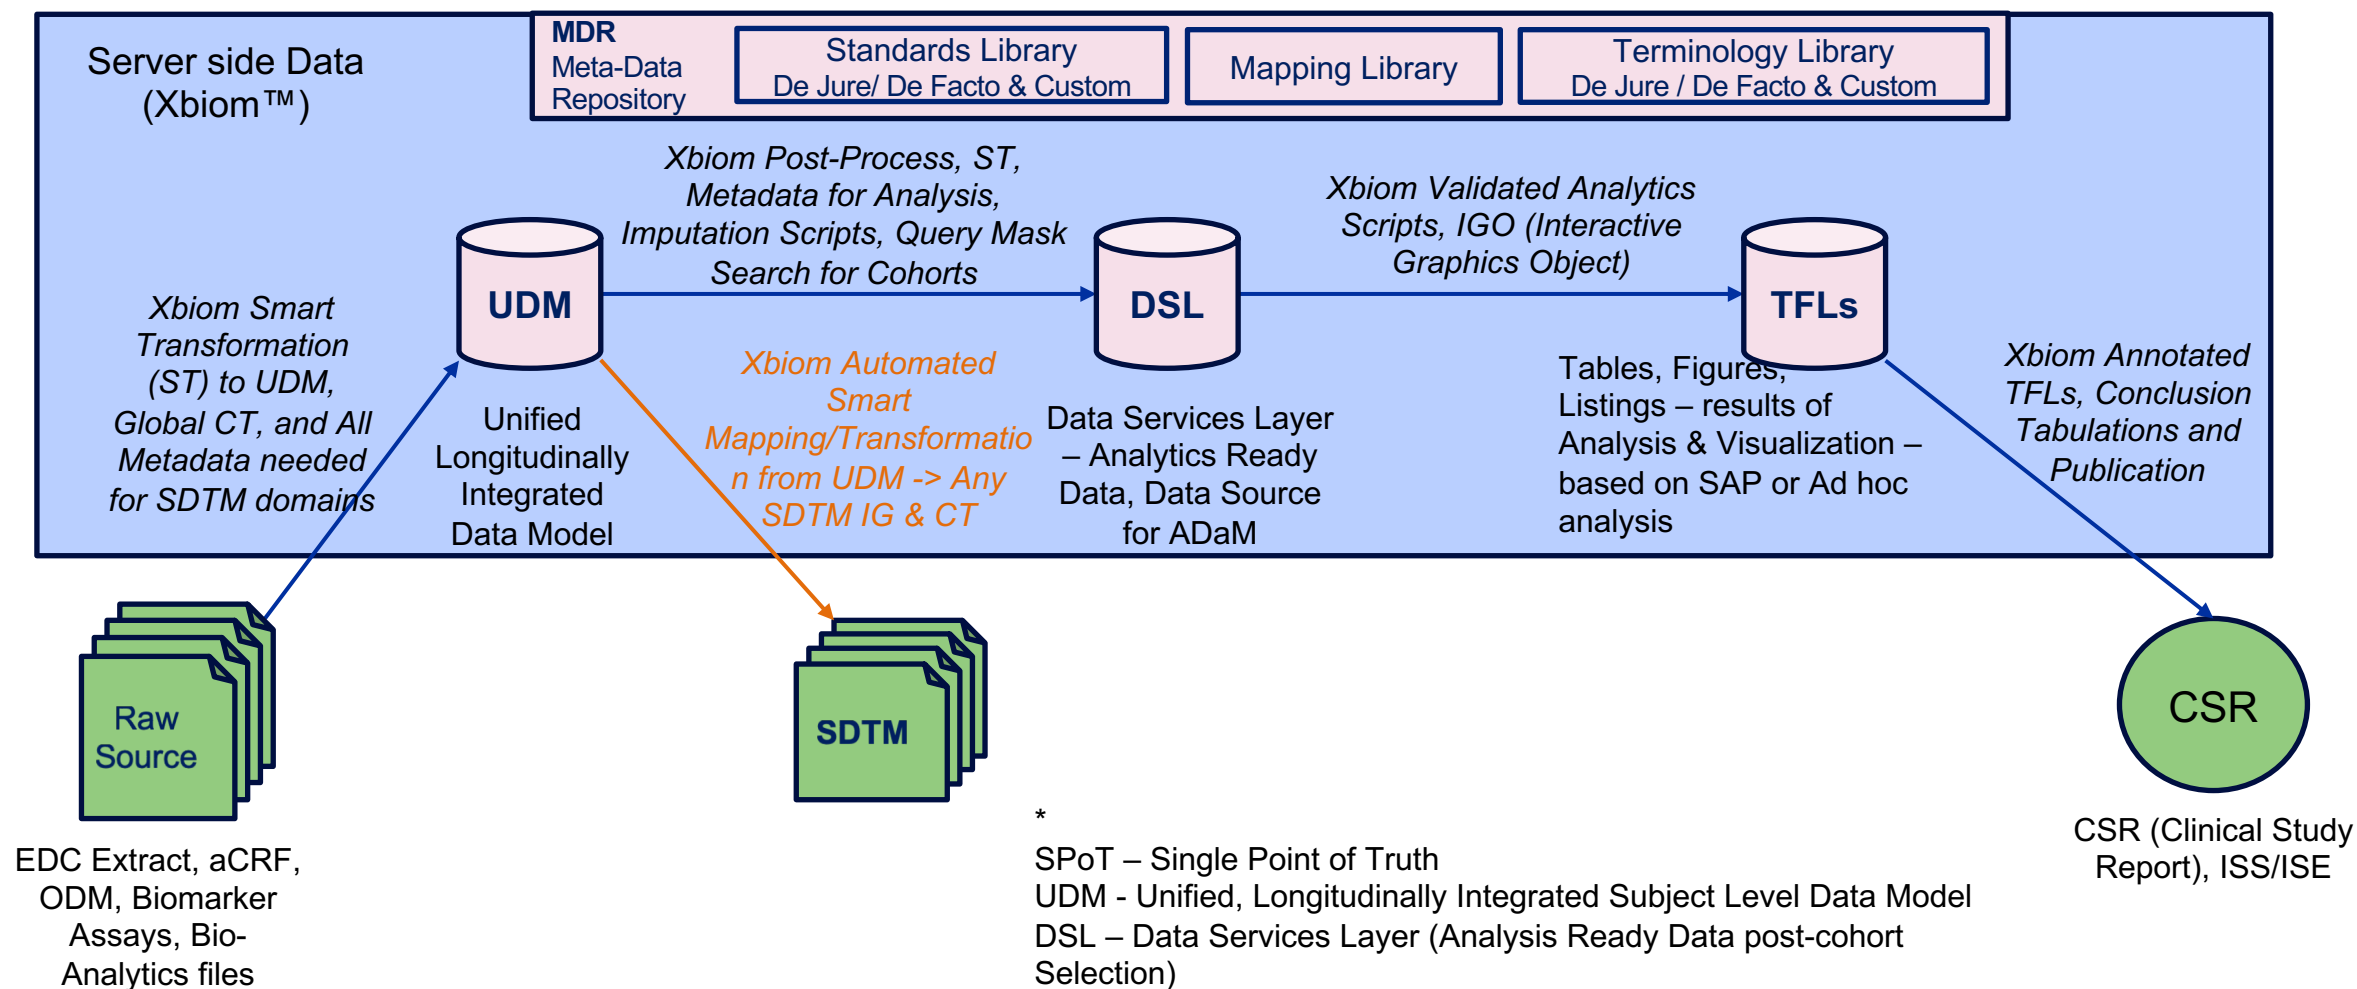 Server side Data
(Xbiom™)
MDR
Meta-Data
Repository
Standards Library
De Jure/ De Facto & Custom
Mapping Library
Terminology Library
De Jure / De Facto & Custom
Xbiom Post-Process, ST,
Metadata for Analysis,
Imputation Scripts, Query Mask
Search for Cohorts
Xbiom Validated Analytics
Scripts, IGO (Interactive
Graphics Object)
Xbiom Smart
Transformation
(ST) to UDM,
Global CT, and All
Metadata needed
for SDTM domains
UDM
DSL
TFLs
Unified
Longitudinally
Integrated
Data Model
Xbiom Automated
Smart
Mapping/Transformatio
n from UDM -> Any
SDTM IG & CT
Data Services Layer
– Analytics Ready
Data, Data Source
for ADaM
Tables, Figures,
Listings – results of
Analysis & Visualization –
based on SAP or Ad hoc
analysis
Xbiom Annotated
TFLs, Conclusion
Tabulations and
Publication
Raw
Source
SDTM
CSR
EDC Extract, aCRF,
ODM, Biomarker
Assays, Bio-
Analytics files
*
SPoT – Single Point of Truth
UDM - Unified, Longitudinally Integrated Subject Level Data Model
DSL – Data Services Layer (Analysis Ready Data post-cohort
Selection)
CSR (Clinical Study
Report), ISS/ISE